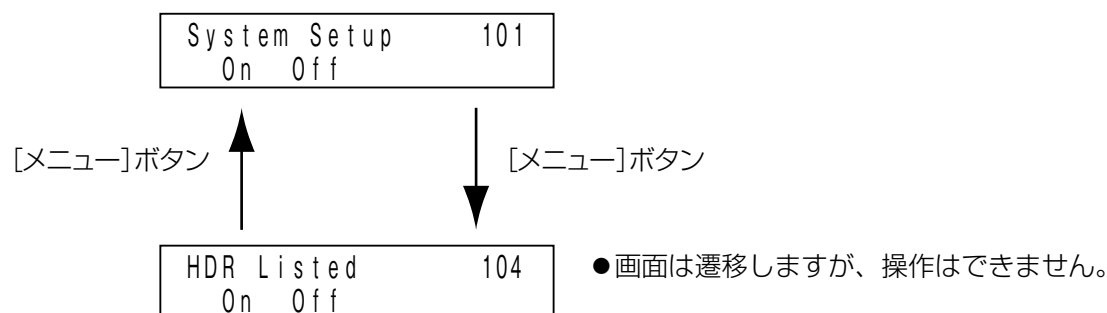 System Setup 101
On Off
[メニュー]ボタン
[メニュー]ボタン
HDR Listed 104
On Off
●画面は遷移しますが、操作はできません。